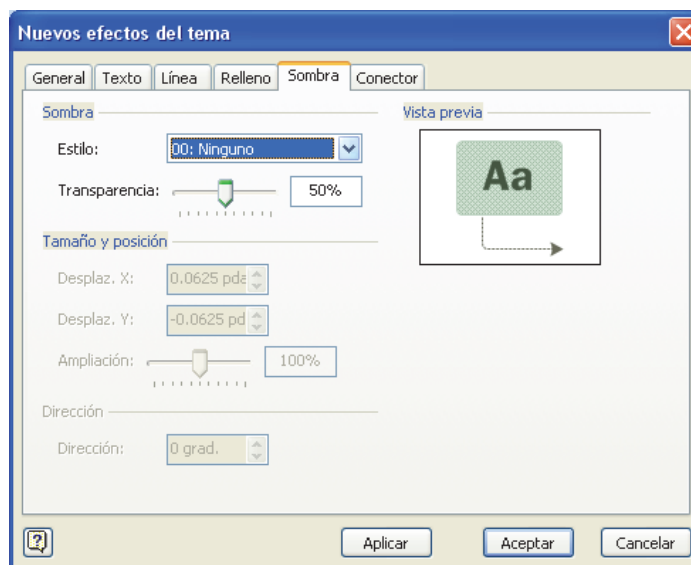 Nuevos efectos del tema
General Texto Línea Relleno Sombra Conector
Sombra
Estilo: 00: Ninguno
Transparencia: 50%
Tamaño y posición
Desplaz. X: 0.0625 pda
Desplaz. Y: -0.0625 pd
Ampliación: 100%
Dirección
Dirección: 0 grad.
Vista previa
Aa
Aplicar Aceptar Cancelar